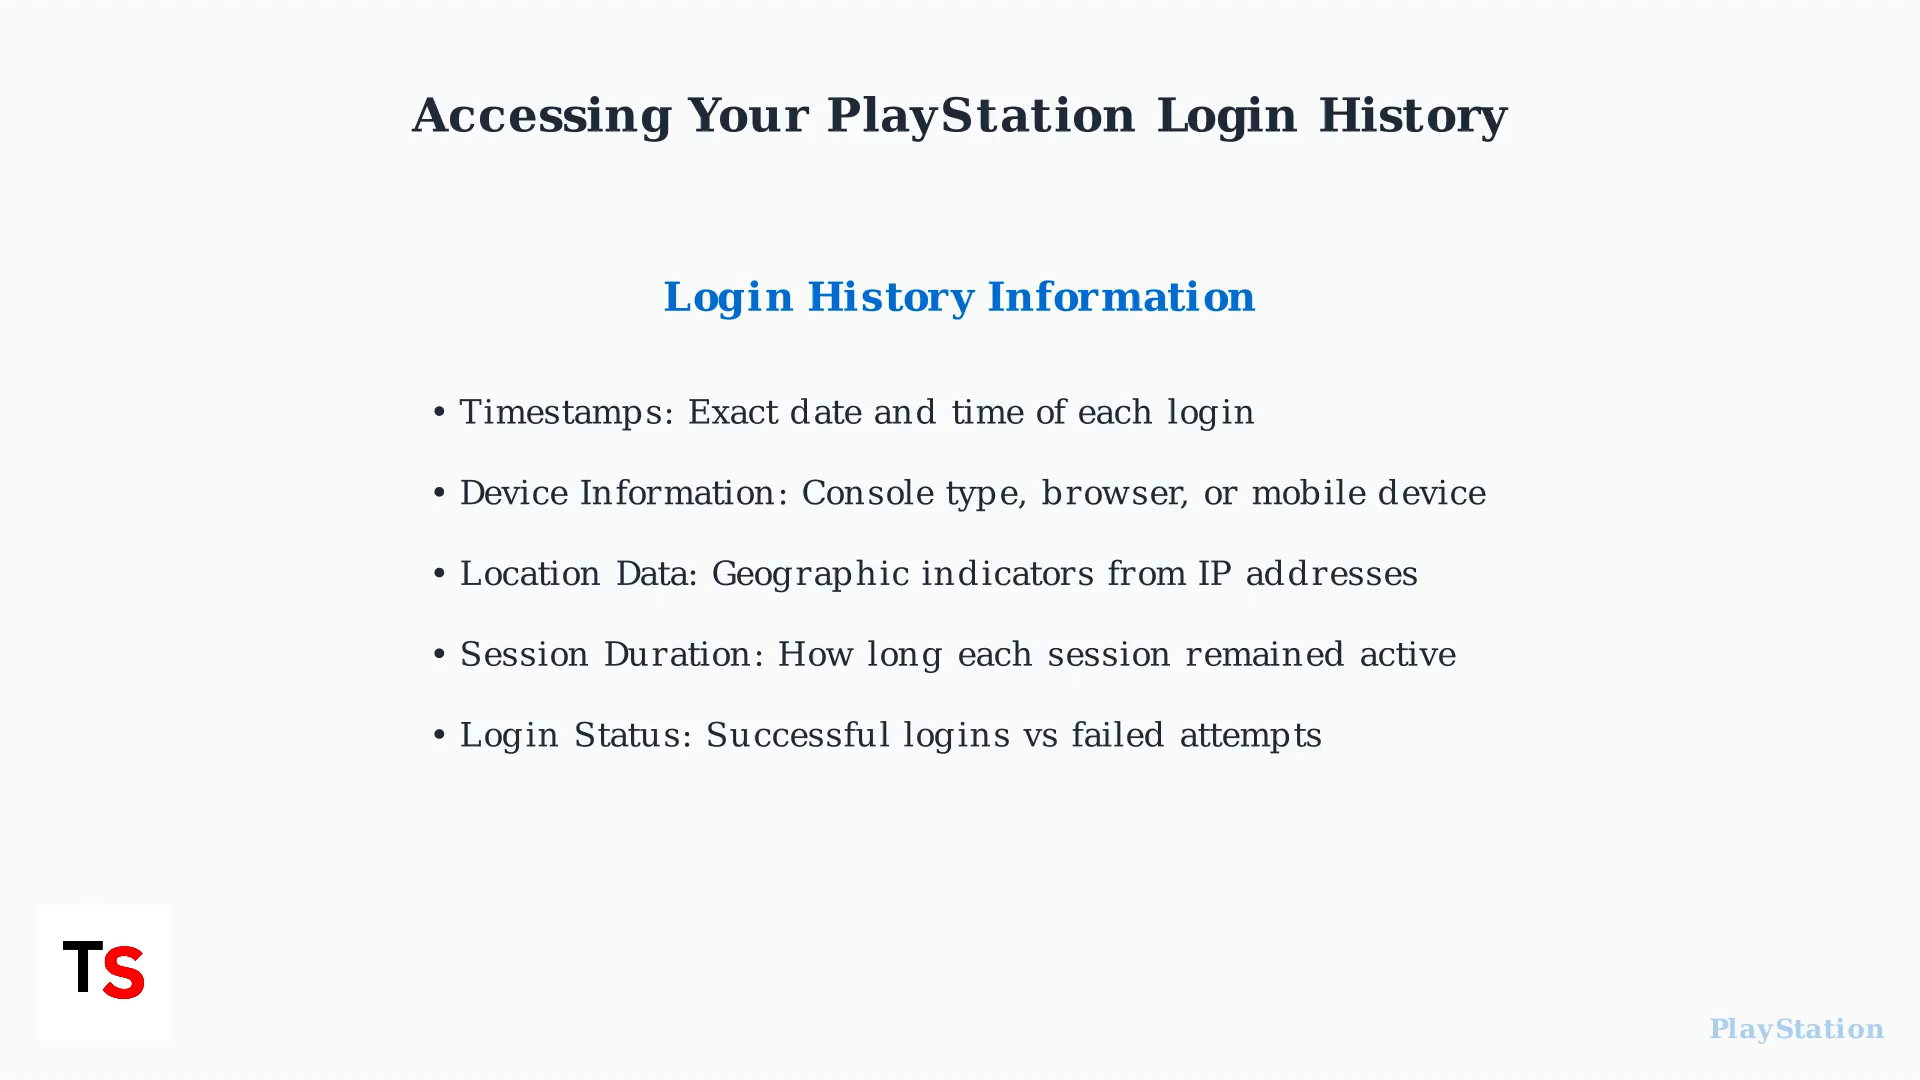 Accessing Your PlayStation Login History
Login History Information
• Timestamps: Exact date and time of each login
• Device Information: Console type, browser, or mobile device
• Location Data: Geographic indicators from IP addresses
• Session Duration: How long each session remained active
• Login Status: Successful logins vs failed attempts
TS
PlayStation